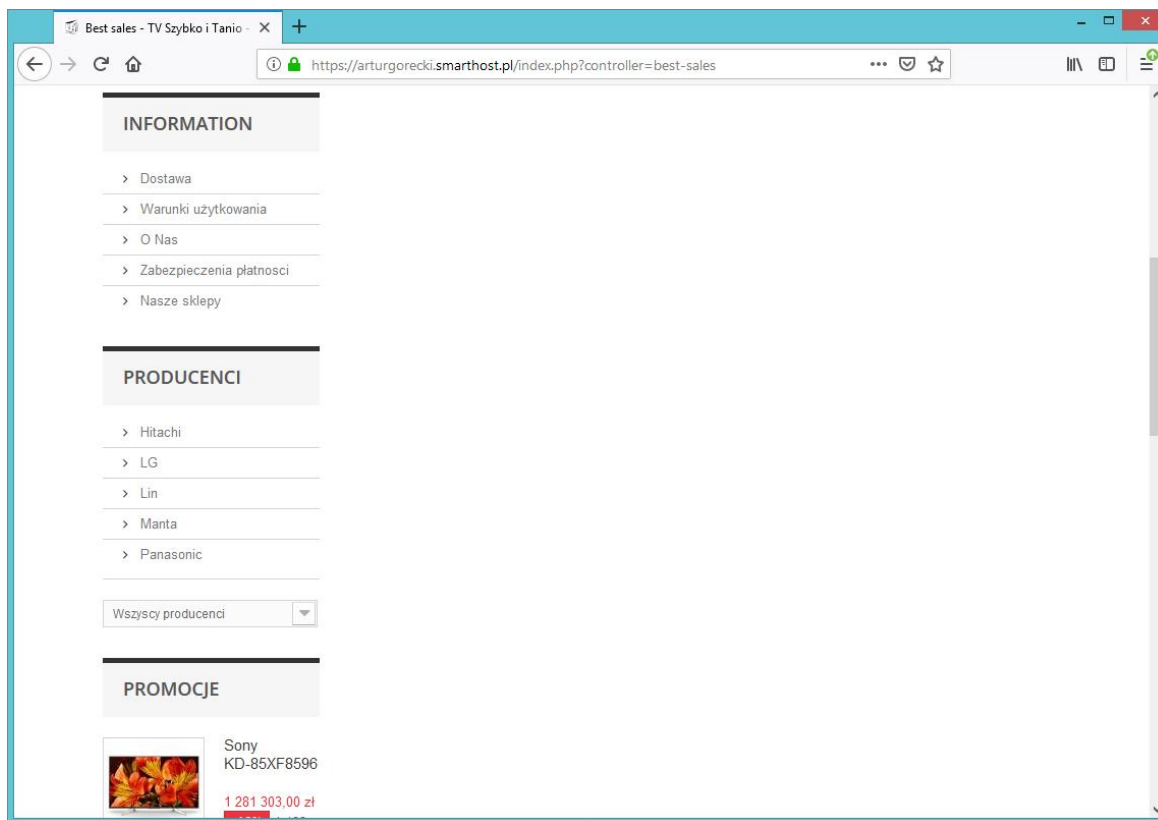 Best sales - TV Szybko i Tanio -
https://arturgorecki.smarthost.pl/index.php?controller=best-sales
INFORMATION
Dostawa
Warunki użytkowania
O Nas
Zabezpieczenia płatnosci
Nasze sklepy
PRODUCENCI
Hitachi
LG
Lin
Manta
Panasonic
Wszyscy producenci
PROMOCJE
Sony
KD-85XF8596
1 281 303,00 zł